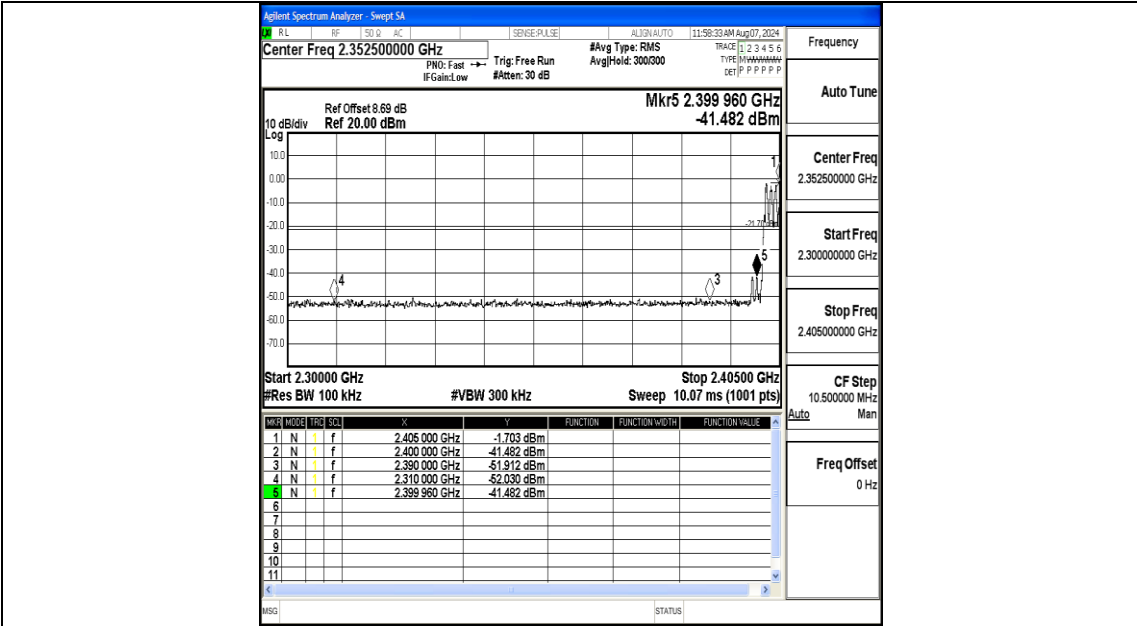 Agilent Spectrum Analyzer - Swept SA
RL RF 50 Ω AC SENSE:PULSE ALIGN AUTO 11:58:33 AM Aug 07, 2024
Center Freq 2.352500000 GHz
PNO: Fast
IFGain:Low
Trig: Free Run
#Atten: 30 dB
#Avg Type: RMS
Avg|Hold: 300/300
TRACE 1 2 3 4 5 6
TYPE
DET P P P P P P
Ref Offset 8.69 dB
10 dB/div Ref 20.00 dBm
Log
Mkr5 2.399 960 GHz
-41.482 dBm
10.0
0.00
-10.0
-20.0
-30.0
-40.0
-50.0
-60.0
-70.0
1
5
3
4
Start 2.30000 GHz Stop 2.40500 GHz
#Res BW 100 kHz #VBW 300 kHz Sweep 10.07 ms (1001 pts)
MKR MODE TRC SCL X Y FUNCTION FUNCTION WIDTH FUNCTION VALUE
1 N 1 f 2.405 000 GHz -1.703 dBm
2 N 1 f 2.400 000 GHz -41.482 dBm
3 N 1 f 2.390 000 GHz -51.912 dBm
4 N 1 f 2.310 000 GHz -52.030 dBm
5 N 1 f 2.399 960 GHz -41.482 dBm
6
7
8
9
10
11
MSG STATUS
Frequency
Auto Tune
Center Freq
2.352500000 GHz
Start Freq
2.300000000 GHz
Stop Freq
2.405000000 GHz
CF Step
10.500000 MHz
Auto Man
Freq Offset
0 Hz